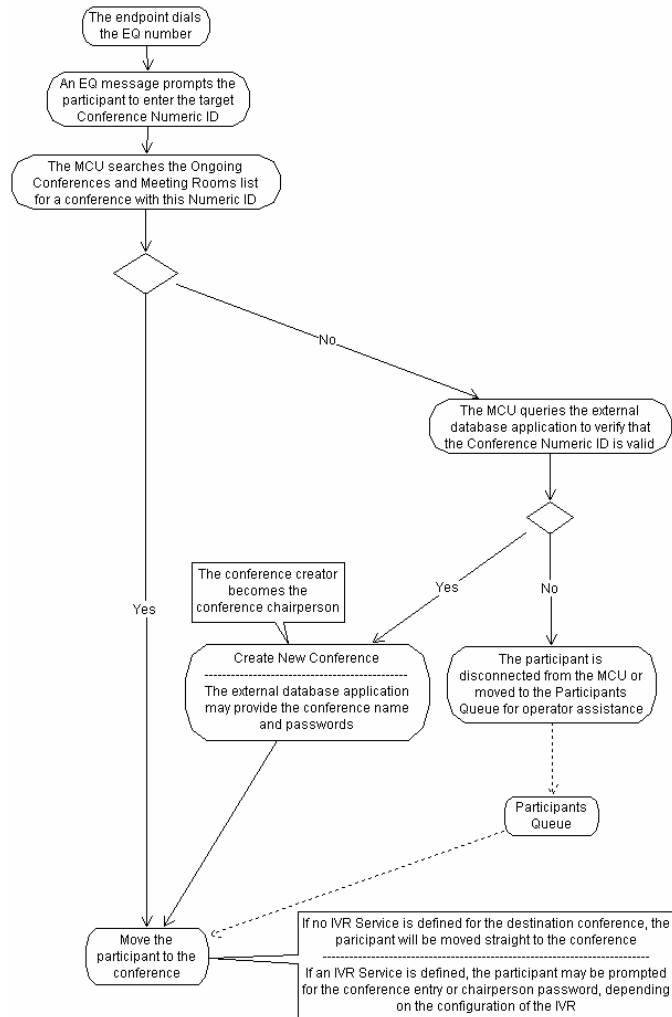 The endpoint dials
the EQ number
An EQ message prompts the
participant to enter the target
Conference Numeric ID
The MCU searches the Ongoing
Conferences and Meeting Rooms list
for a conference with this Numeric ID
No
The MCU queries the external
database application to verify that
the Conference Numeric ID is valid
Yes
No
The conference creator
becomes the
conference chairperson
Yes
Create New Conference
The external database application
may provide the conference name
and passwords
The participant is
disconnected from the MCU or
moved to the Participants
Queue for operator assistance
Participants
Queue
Move the
participant to the
conference
If no IVR Service is defined for the destination conference, the
paricipant will be moved straight to the conference
If an IVR Service is defined, the participant may be prompted
for the conference entry or chairperson password, depending
on the configuration of the IVR